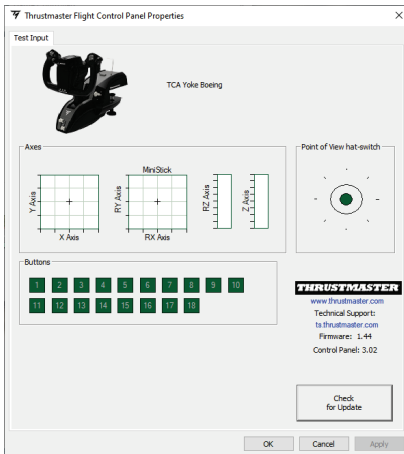 Thrustmaster Flight Control Panel Properties
Test Input
TCA Yoke Boeing
Axes
Point of View hat-switch
MiniStick
Y Axis
RY Axis
RZ Axis
Z Axis
X Axis
RX Axis
Buttons
1 2 3 4 5 6 7 8 9 10
11 12 13 14 15 16 17 18
THRUSTMASTER
www.thrustmaster.com
Technical Support:
ts.thrustmaster.com
Firmware: 1.44
Control Panel: 3.02
Check
for Update
OK Cancel Apply